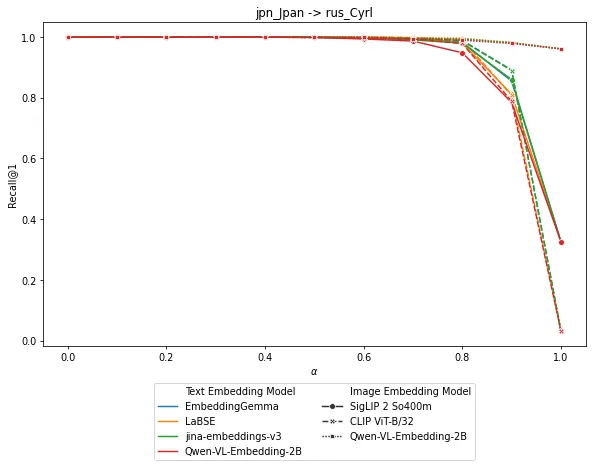 jpn_Jpan -> rus_Cyrl
Recall@1
1.0
0.8
0.6
0.4
0.2
0.0
0.0 0.2 0.4 0.6 0.8 1.0
α
Text Embedding Model
EmbeddingGemma
LaBSE
jina-embeddings-v3
Qwen-VL-Embedding-2B
Image Embedding Model
SigLIP 2 So400m
CLIP ViT-B/32
Qwen-VL-Embedding-2B